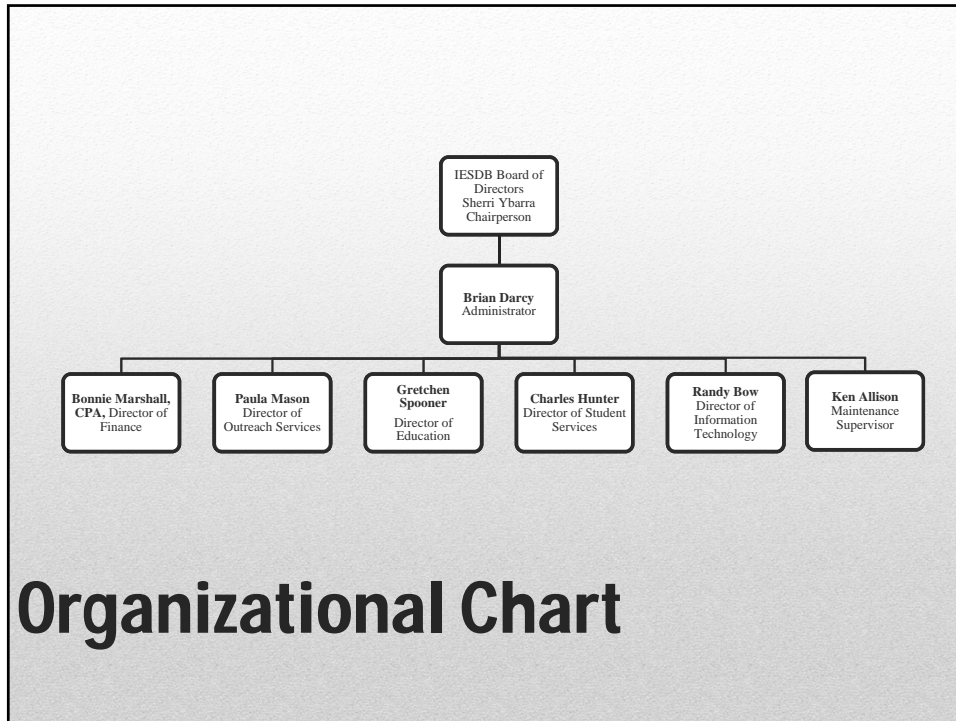 IESDB Board of
Directors
Sherri Ybarra
Chairperson
Brian Darcy
Administrator
Bonnie Marshall,
CPA, Director of
Finance
Paula Mason
Director of
Outreach Services
Gretchen
Spooner
Director of
Education
Charles Hunter
Director of Student
Services
Randy Bow
Director of
Information
Technology
Ken Allison
Maintenance
Supervisor
Organizational Chart